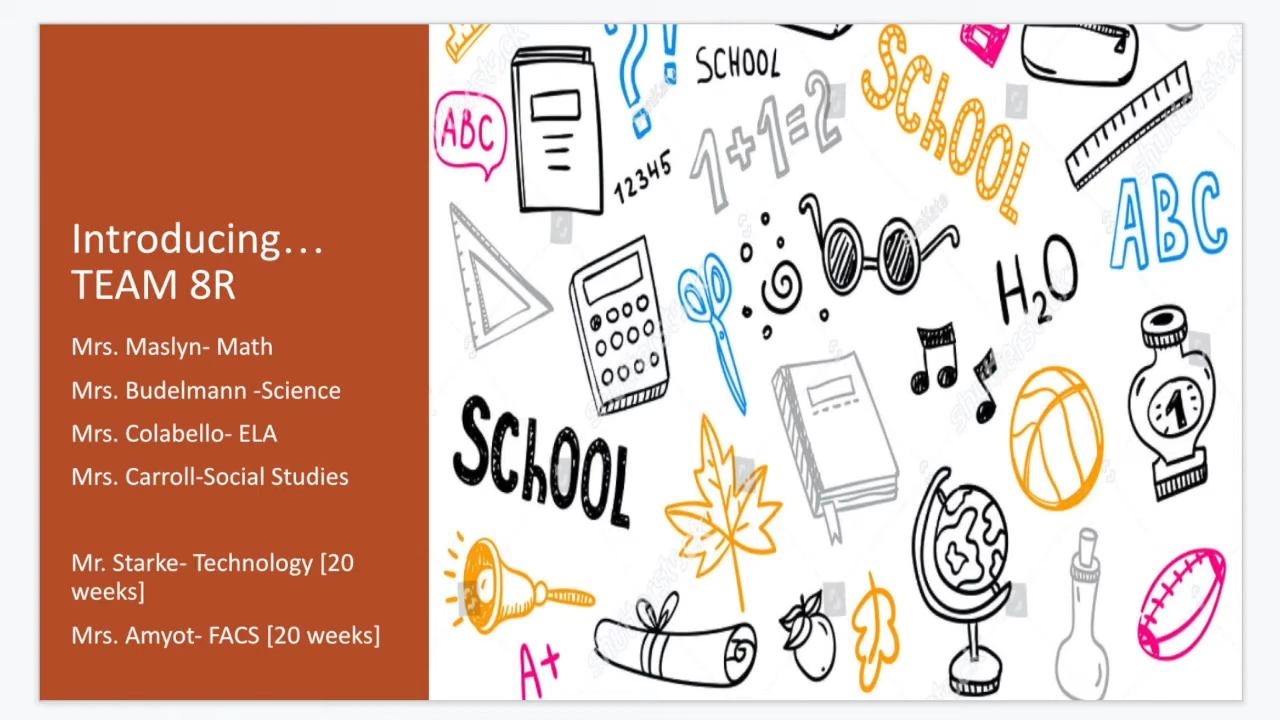 Introducing...
TEAM 8R
Mrs. Maslyn- Math
Mrs. Budelmann -Science
Mrs. Colabello- ELA
Mrs. Carroll-Social Studies
Mr. Starke- Technology [20
weeks]
Mrs. Amyot- FACS [20 weeks]
?!
SCHOOL
SCHOOL
ABC
1+1=2
12345
ABC
H₂O
SCHOOL
1
A+